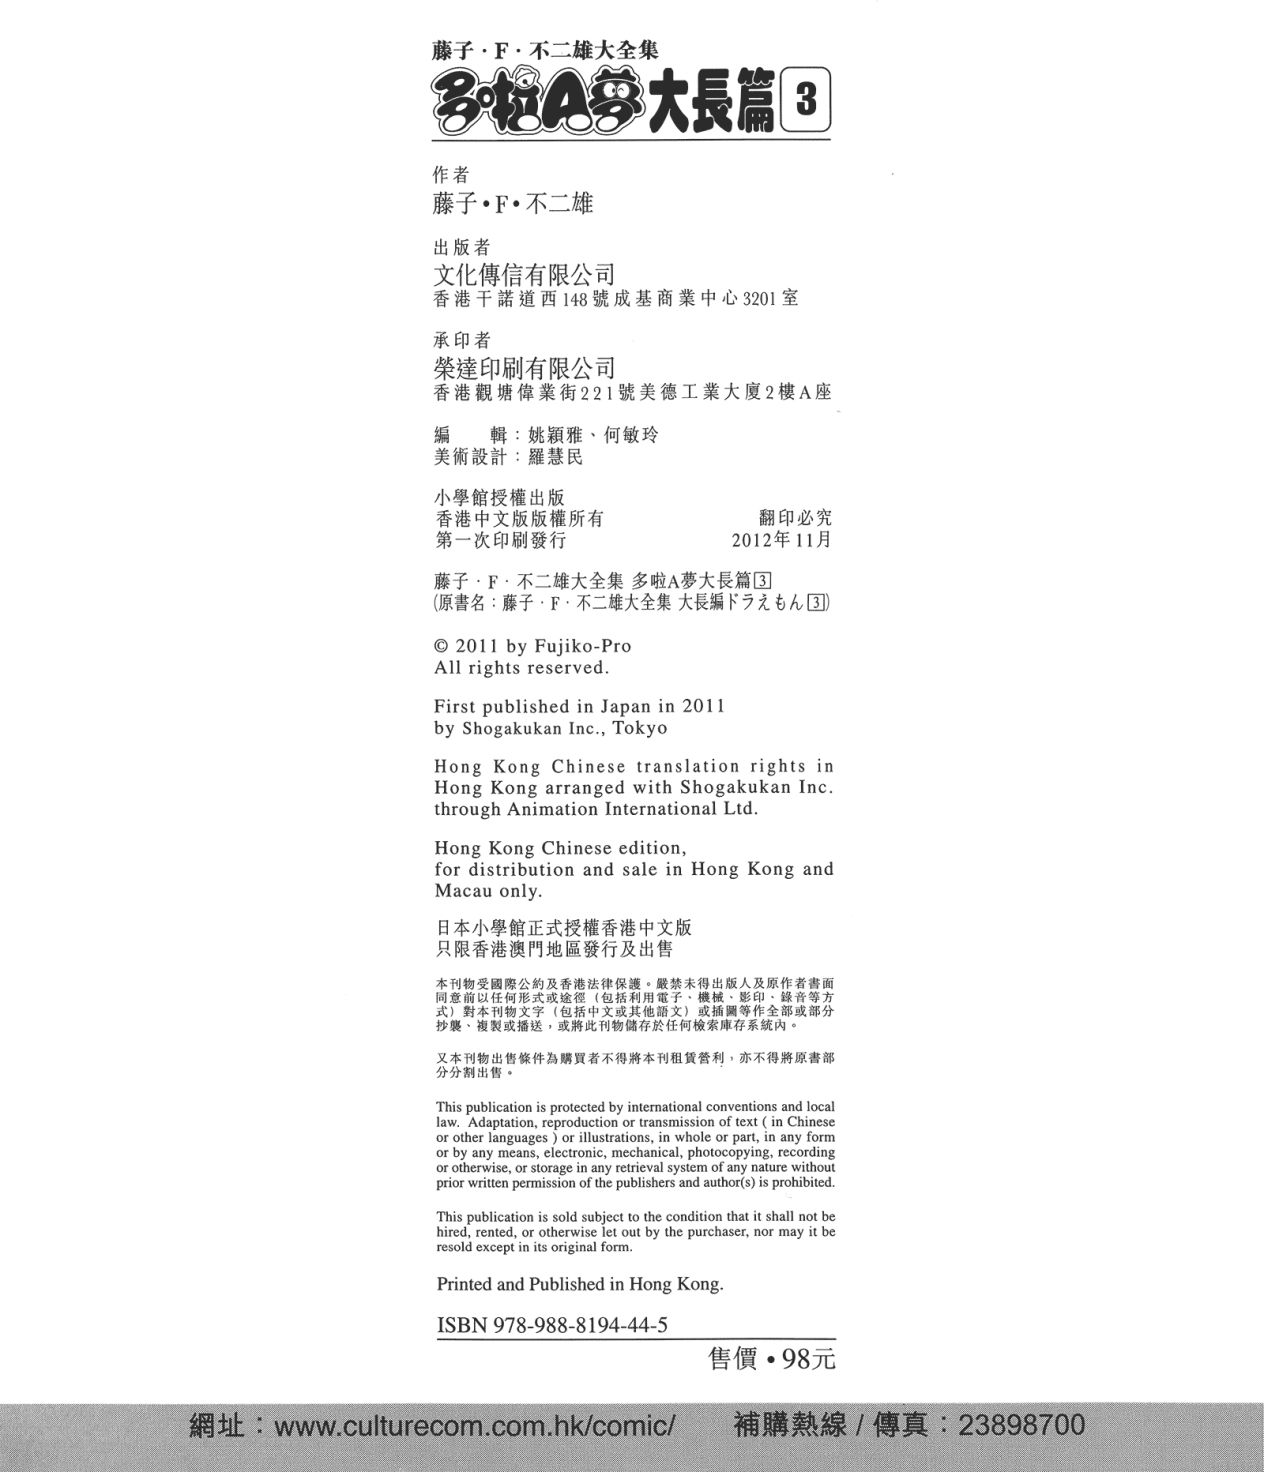 藤子・F・不二雄大全集
多啦A夢大長篇 3
作者
藤子•F•不二雄
出版者
文化傳信有限公司
香港干諾道西148號成基商業中心3201室
承印者
榮達印刷有限公司
香港觀塘偉業街221號美德工業大廈2樓A座
編　　輯：姚穎雅、何敏玲
美術設計：羅慧民
小學館授權出版
香港中文版版權所有　　翻印必究
第一次印刷發行　　2012年11月
藤子・F・不二雄大全集 多啦A夢大長篇3
(原書名：藤子・F・不二雄大全集 大長編ドラえもん3)
© 2011 by Fujiko-Pro
All rights reserved.
First published in Japan in 2011
by Shogakukan Inc., Tokyo
Hong Kong Chinese translation rights in
Hong Kong arranged with Shogakukan Inc.
through Animation International Ltd.
Hong Kong Chinese edition,
for distribution and sale in Hong Kong and
Macau only.
日本小學館正式授權香港中文版
只限香港澳門地區發行及出售
本刊物受國際公約及香港法律保護。嚴禁未得出版人及原作者書面
同意前以任何形式或途徑（包括利用電子、機械、影印、錄音等方
式）對本刊物文字（包括中文或其他語文）或插圖等作全部或部分
抄襲、複製或播送，或將此刊物儲存於任何檢索庫存系統內。
又本刊物出售條件為購買者不得將本刊租賃營利，亦不得將原書部
分分割出售。
This publication is protected by international conventions and local
law. Adaptation, reproduction or transmission of text ( in Chinese
or other languages ) or illustrations, in whole or part, in any form
or by any means, electronic, mechanical, photocopying, recording
or otherwise, or storage in any retrieval system of any nature without
prior written permission of the publishers and author(s) is prohibited.
This publication is sold subject to the condition that it shall not be
hired, rented, or otherwise let out by the purchaser, nor may it be
resold except in its original form.
Printed and Published in Hong Kong.
ISBN 978-988-8194-44-5
售價•98元
網址：www.culturecom.com.hk/comic/　　補購熱線 / 傳真：23898700